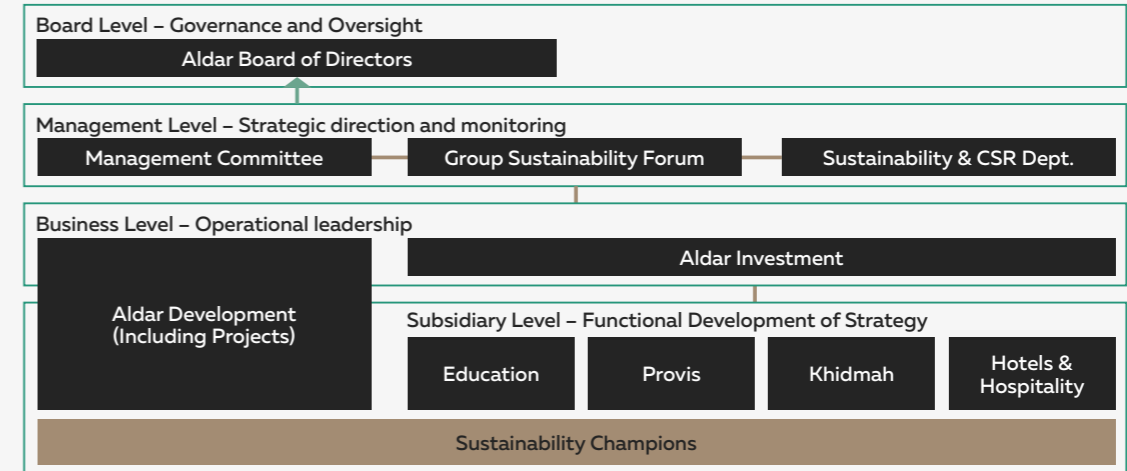 Board Level – Governance and Oversight
Aldar Board of Directors
Management Level – Strategic direction and monitoring
Management Committee
Group Sustainability Forum
Sustainability & CSR Dept.
Business Level – Operational leadership
Aldar Investment
Aldar Development
(Including Projects)
Subsidiary Level – Functional Development of Strategy
Education
Provis
Khidmah
Hotels &
Hospitality
Sustainability Champions